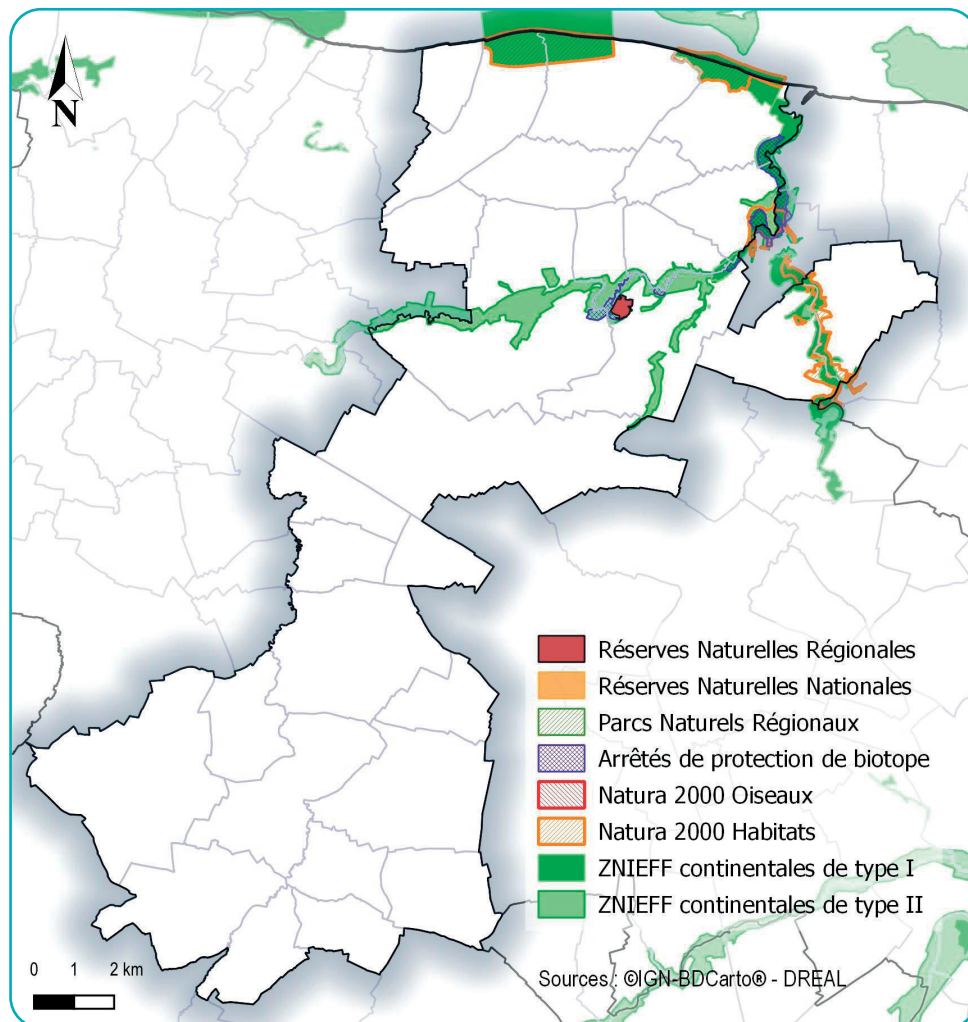 N
Réserves Naturelles Régionales
Réserves Naturelles Nationales
Parcs Naturels Régionaux
Arrêtés de protection de biotope
Natura 2000 Oiseaux
Natura 2000 Habitats
ZNIEFF continentales de type I
ZNIEFF continentales de type II
0 1 2 km
Sources : ©IGN-BDCarto® - DREAL